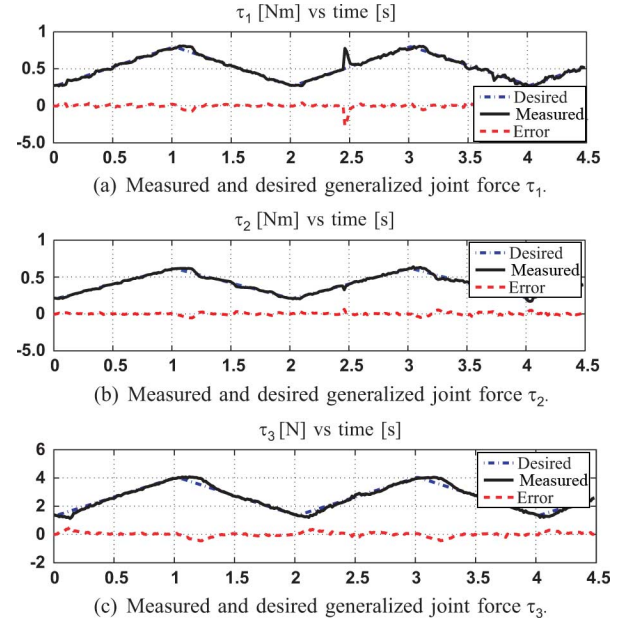 τ1 [Nm] vs time [s]
1
0.5
0
-5.0
Desired
Measured
Error
0 0.5 1 1.5 2 2.5 3 3.5 4 4.5
(a) Measured and desired generalized joint force τ1.
τ2 [Nm] vs time [s]
1
0.5
0
-5.0
Desired
Measured
Error
0 0.5 1 1.5 2 2.5 3 3.5 4 4.5
(b) Measured and desired generalized joint force τ2.
τ3 [N] vs time [s]
6
4
2
0
-2
Desired
Measured
Error
0 0.5 1 1.5 2 2.5 3 3.5 4 4.5
(c) Measured and desired generalized joint force τ3.